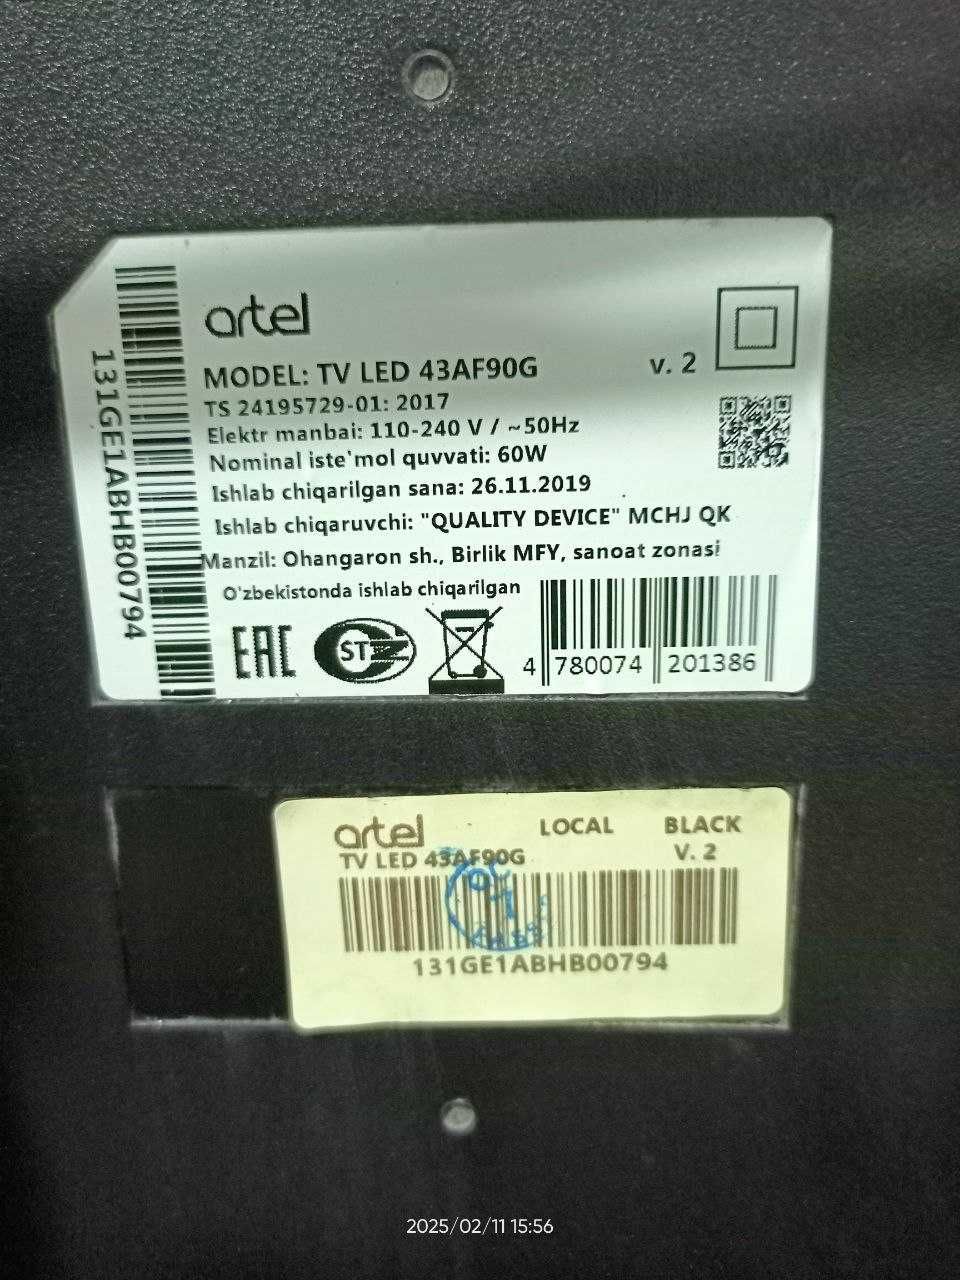 artel
MODEL: TV LED 43AF90G v. 2
TS 24195729-01: 2017
Elektr manbai: 110-240 V / ~50Hz
Nominal iste'mol quvvati: 60W
Ishlab chiqarilgan sana: 26.11.2019
Ishlab chiqaruvchi: "QUALITY DEVICE" MCHJ QK
Manzil: Ohangaron sh., Birlik MFY, sanoat zonasi
O'zbekistonda ishlab chiqarilgan
EAC
ST
4 780074 201386
131GE1ABHB00794
artel LOCAL BLACK
TV LED 43AF90G V. 2
131GE1ABHB00794
2025/02/11 15:56